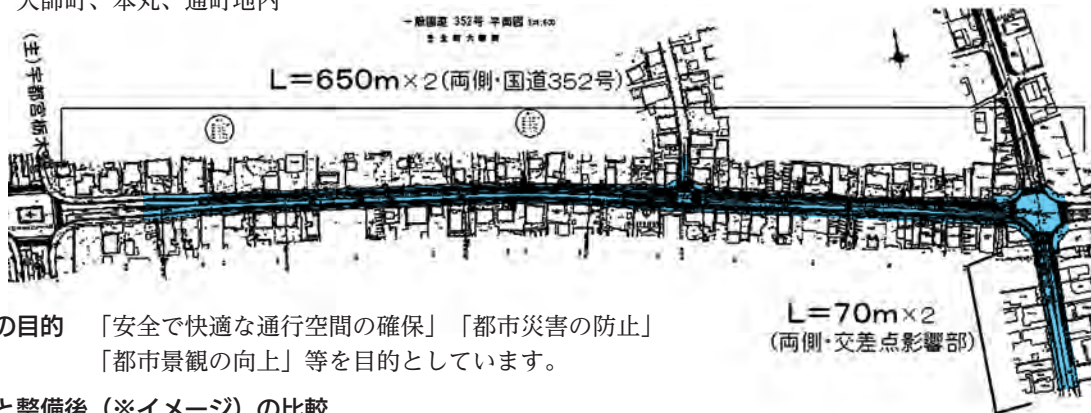 大師町、本丸、通町地内
一般国道 352号 平面図
L=650m×2(両側・国道352号)
(主)宇都宮栃木
L=70m×2
(両側・交差点影響部)
の目的 「安全で快適な通行空間の確保」「都市災害の防止」
「都市景観の向上」等を目的としています。
と整備後(※イメージ)の比較